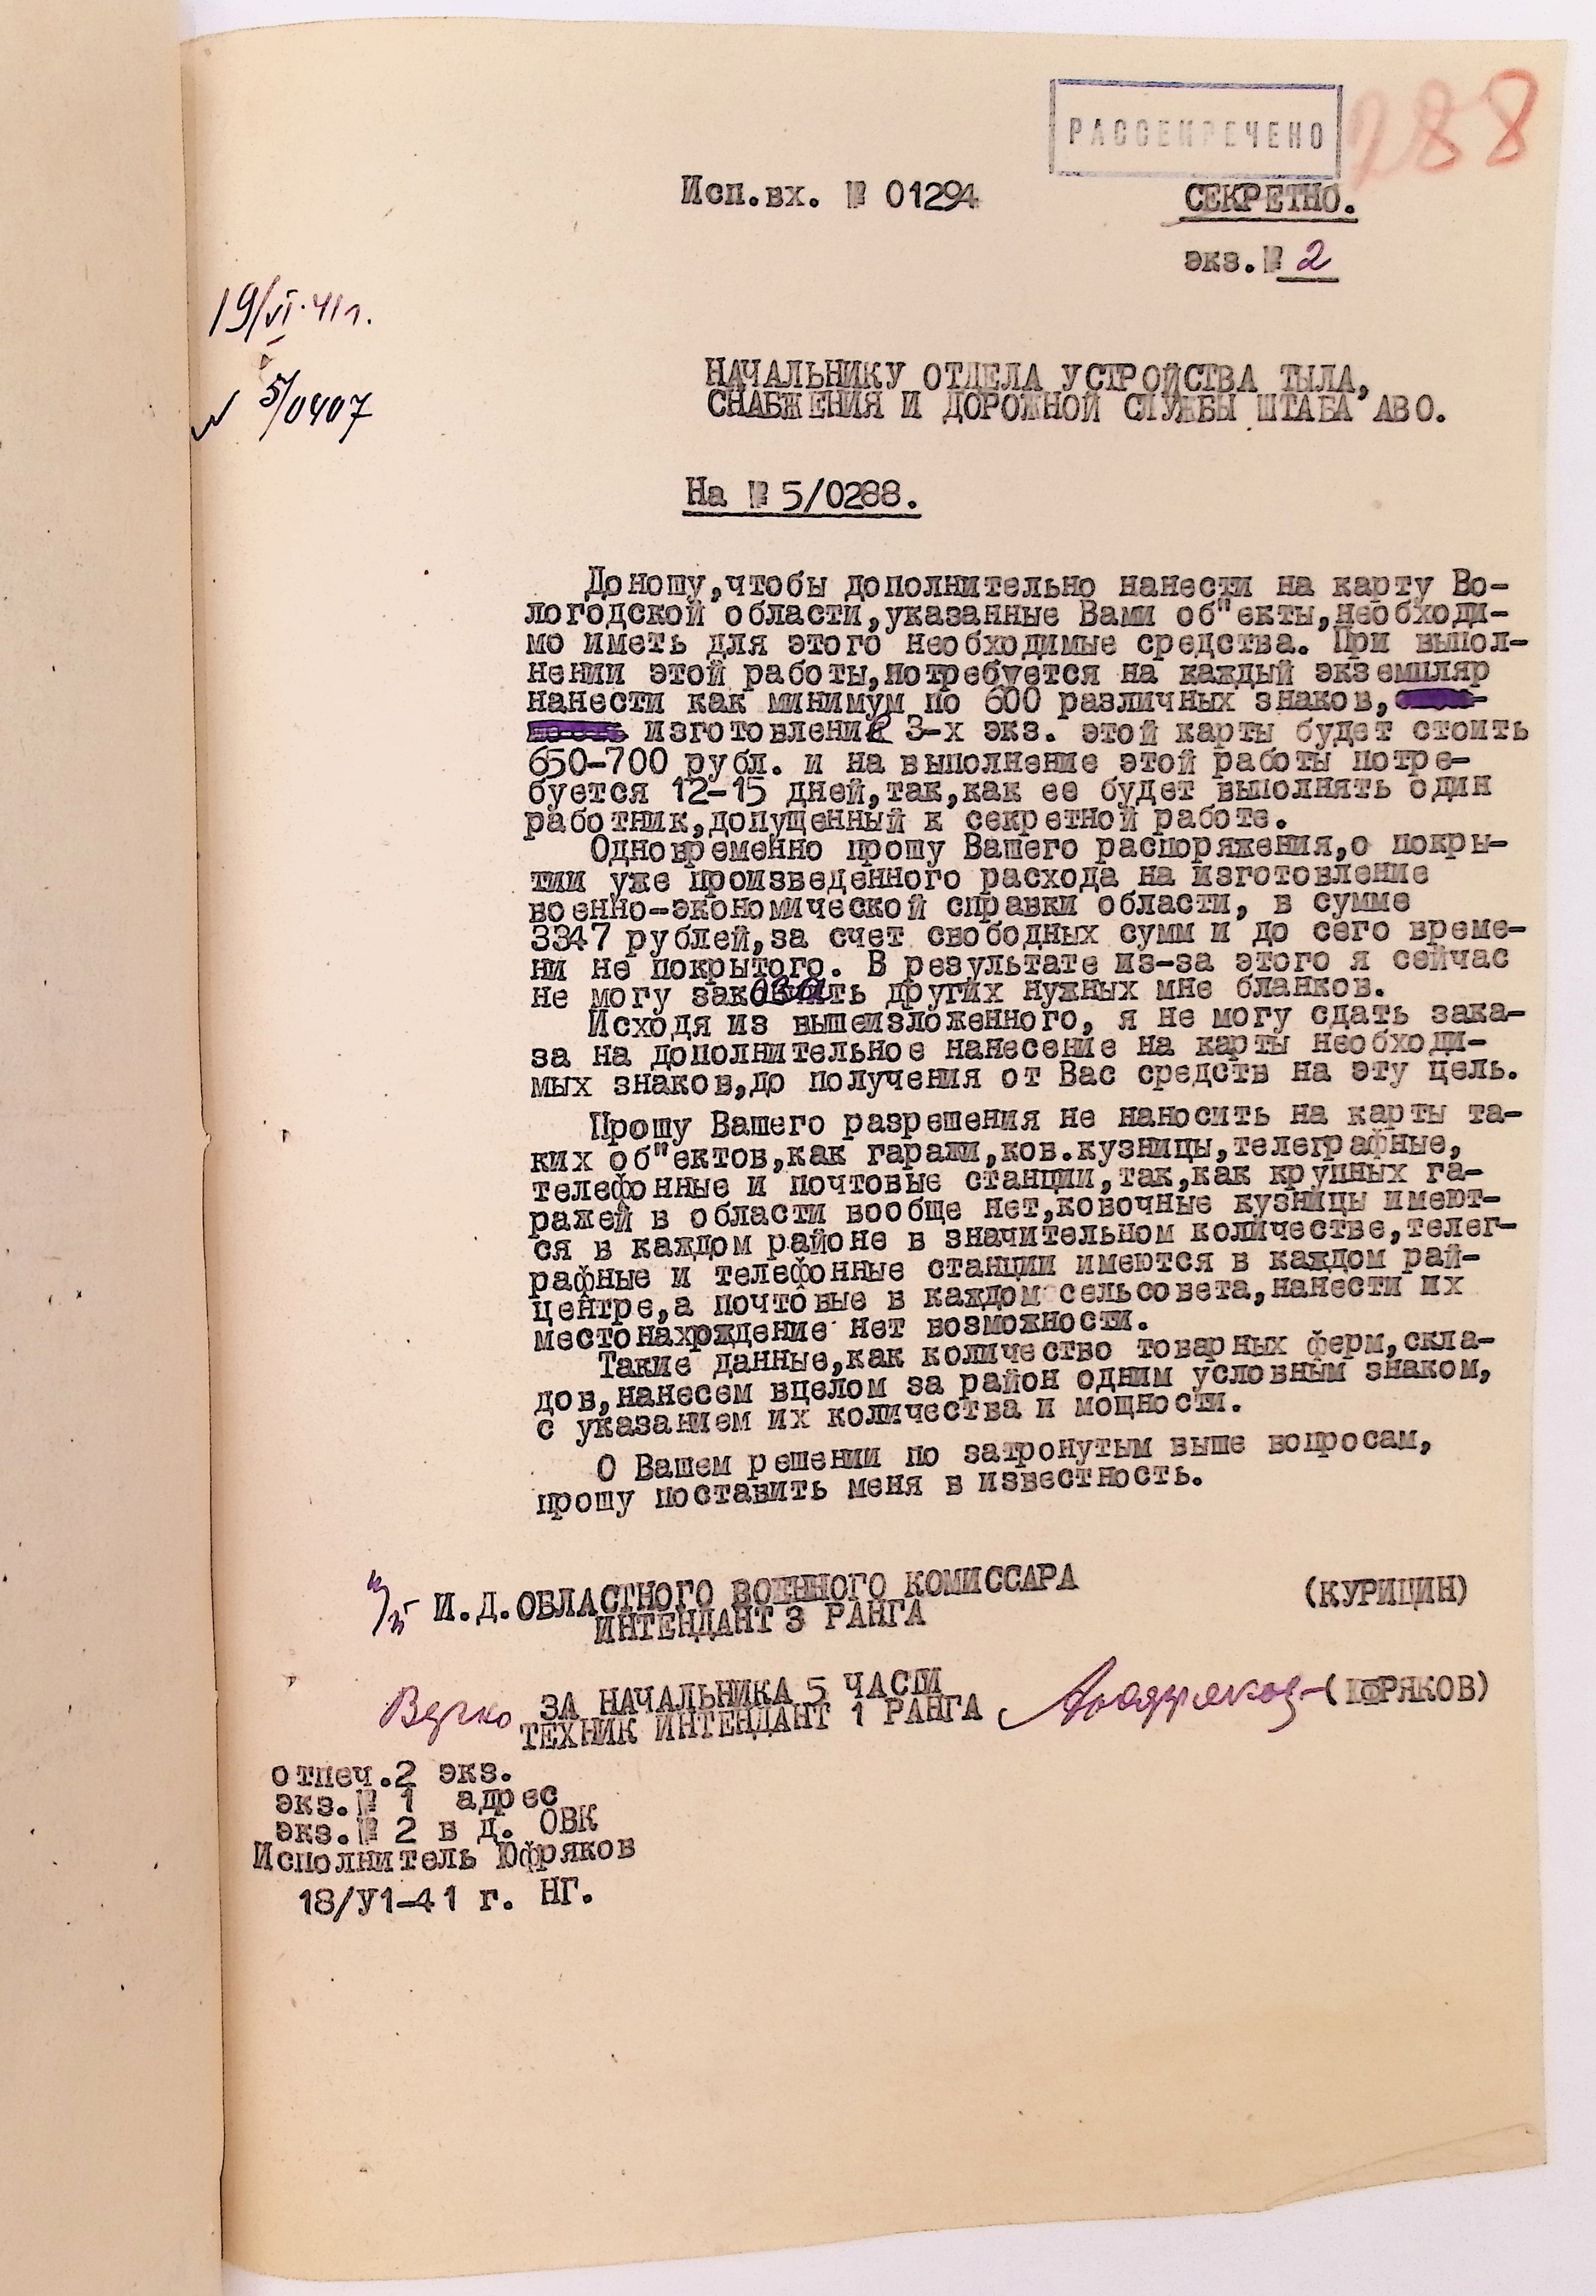 РАССЕКРЕЧЕНО
288
Исп.вх. № 01294 СЕКРЕТНО.
экз.№ 2
19/VI-41г.
№ 5/0407
НАЧАЛЬНИКУ ОТДЕЛА УСТРОЙСТВА ТЫЛА,
СНАБЖЕНИЯ И ДОРОЖНОЙ СЛУЖБЫ ШТАБА АВО.
На № 5/0288.
Доношу,чтобы дополнительно нанести на карту Во-
логодской области,указанные Вами об"екты,необходи-
мо иметь для этого необходимые средства. При выпол-
нении этой работы,потребуется на каждый экземпляр
нанести как минимум по 600 различных знаков,
изготовление 3-х экз. этой карты будет стоить
650-700 рубл. и на выполнение этой работы потре-
буется 12-15 дней,так,как ее будет выполнять один
работник,допущенный к секретной работе.
Одновременно прошу Вашего распоряжения,о покры-
тии уже произведенного расхода на изготовление
военно-экономической справки области, в сумме
3347 рублей,за счет свободных сумм и до сего време-
ни не покрытого. В результате из-за этого я сейчас
не могу заказать других нужных мне бланков.
Исходя из вышеизложенного, я не могу сдать зака-
за на дополнительное нанесение на карты необходи-
мых знаков,до получения от Вас средств на эту цель.
Прошу Вашего разрешения не наносить на карты та-
ких об"ектов,как гаражи,ков.кузницы,телеграфные,
телефонные и почтовые станции,так,как крупных га-
ражей в области вообще нет,ковочные кузницы имеют-
ся в каждом районе в значительном количестве,телег-
рафные и телефонные станции имеются в каждом рай-
центре,а почтовые в каждом сельсовета,нанести их
местонахождение нет возможности.
Такие данные,как количество товарных ферм,скла-
дов,нанесем вцелом за район одним условным знаком,
с указанием их количества и мощности.
О Вашем решении по затронутым выше вопросам,
прошу поставить меня в известность.
И.Д.ОБЛАСТНОГО ВОЕННОГО КОМИССАРА
ИНТЕНДАНТ 3 РАНГА (КУРИЦИН)
Верно ЗА НАЧАЛЬНИКА 5 ЧАСТИ
ТЕХНИК ИНТЕНДАНТ 1 РАНГА (ЮФРЯКОВ)
отпеч.2 экз.
экз.№ 1 адрес
экз.№ 2 в д. ОВК
Исполнитель Юфряков
18/У1-41 г. НГ.